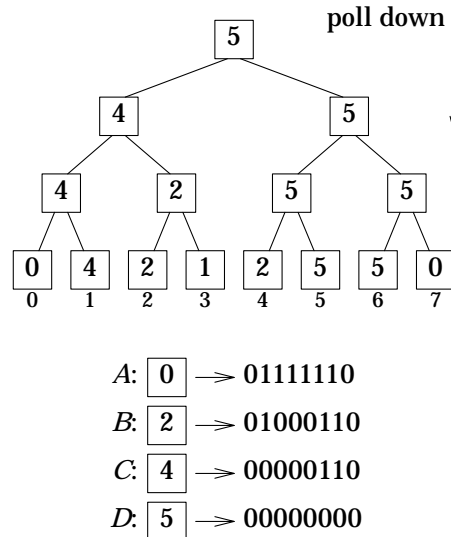 poll down
5
4 5
4 2 5 5
0 4 2 1 2 5 5 0
0 1 2 3 4 5 6 7
A: 0 → 01111110
B: 2 → 01000110
C: 4 → 00000110
D: 5 → 00000000